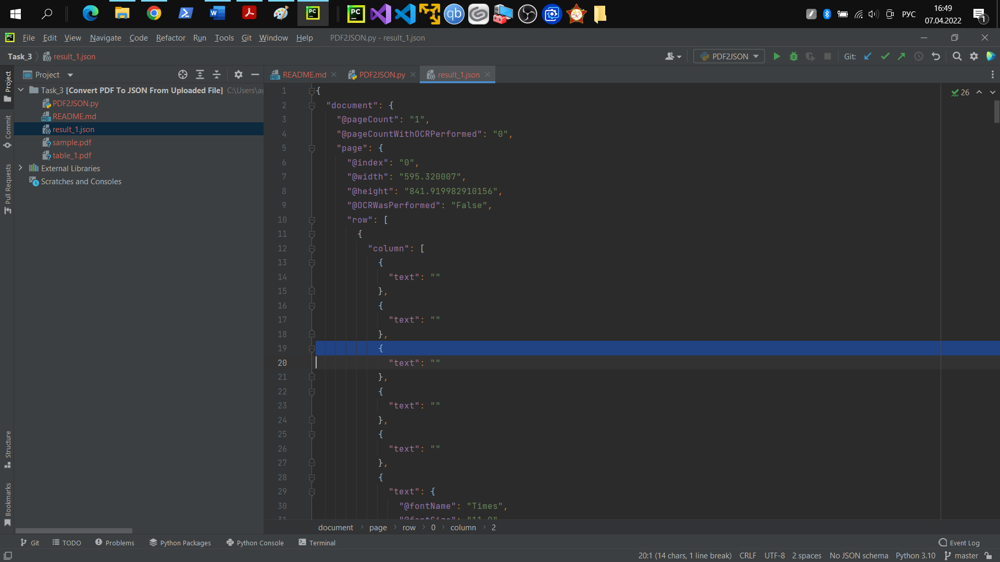 РУС
16:49
07.04.2022
1
File Edit View Navigate Code Refactor Run Tools Git Window Help PDF2JSON.py - result_1.json
Task_3 result_1.json
PDF2JSON
Git:
Project
README.md
PDF2JSON.py
result_1.json
Task_3 [Convert PDF To JSON From Uploaded File] C:\Users\ag
PDF2JSON.py
README.md
result_1.json
sample.pdf
table_1.pdf
External Libraries
Scratches and Consoles
Project
Commit
Pull Requests
Structure
Bookmarks
26
1 {
2 "document": {
3 "@pageCount": "1",
4 "@pageCountWithOCRPerformed": "0",
5 "page": {
6 "@index": "0",
7 "@width": "595.320007",
8 "@height": "841.919982910156",
9 "@OCRWasPerformed": "False",
10 "row": [
11 {
12 "column": [
13 {
14 "text": ""
15 },
16 {
17 "text": ""
18 },
19 {
20 "text": ""
21 },
22 {
23 "text": ""
24 },
25 {
26 "text": ""
27 },
28 {
29 "text": {
30 "@fontName": "Times",
31 "@fontSize": "11.0"
document page row 0 column 2
Git TODO Problems Python Packages Python Console Terminal Event Log
20:1 (14 chars, 1 line break) CRLF UTF-8 2 spaces No JSON schema Python 3.10 master